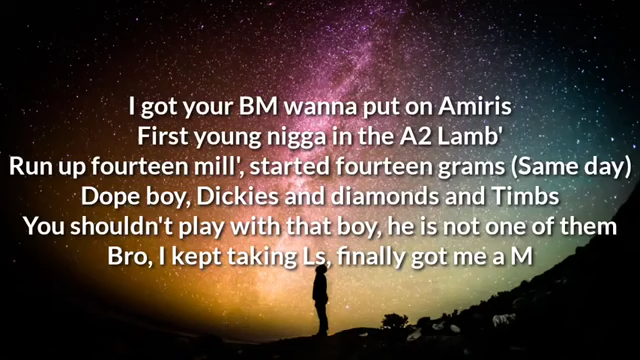 I got your BM wanna put on Amiris
First young nigga in the A2 Lamb'
Run up fourteen mill', started fourteen grams (Same day)
Dope boy, Dickies and diamonds and Timbs
You shouldn't play with that boy, he is not one of them
Bro, I kept taking Ls, finally got me a M